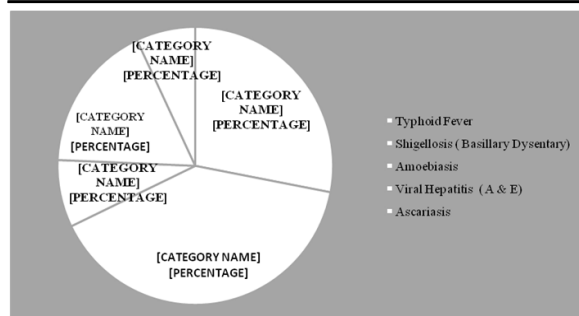 [CATEGORY
NAME]
[PERCENTAGE]
[CATEGORY
NAME]
[PERCENTAGE]
[CATEGORY
NAME]
[PERCENTAGE]
[CATEGORY
NAME]
[PERCENTAGE]
[CATEGORY NAME]
[PERCENTAGE]
Typhoid Fever
Shigellosis ( Basillary Dysentary)
Amoebiasis
Viral Hepatitis (A & E)
Ascariasis